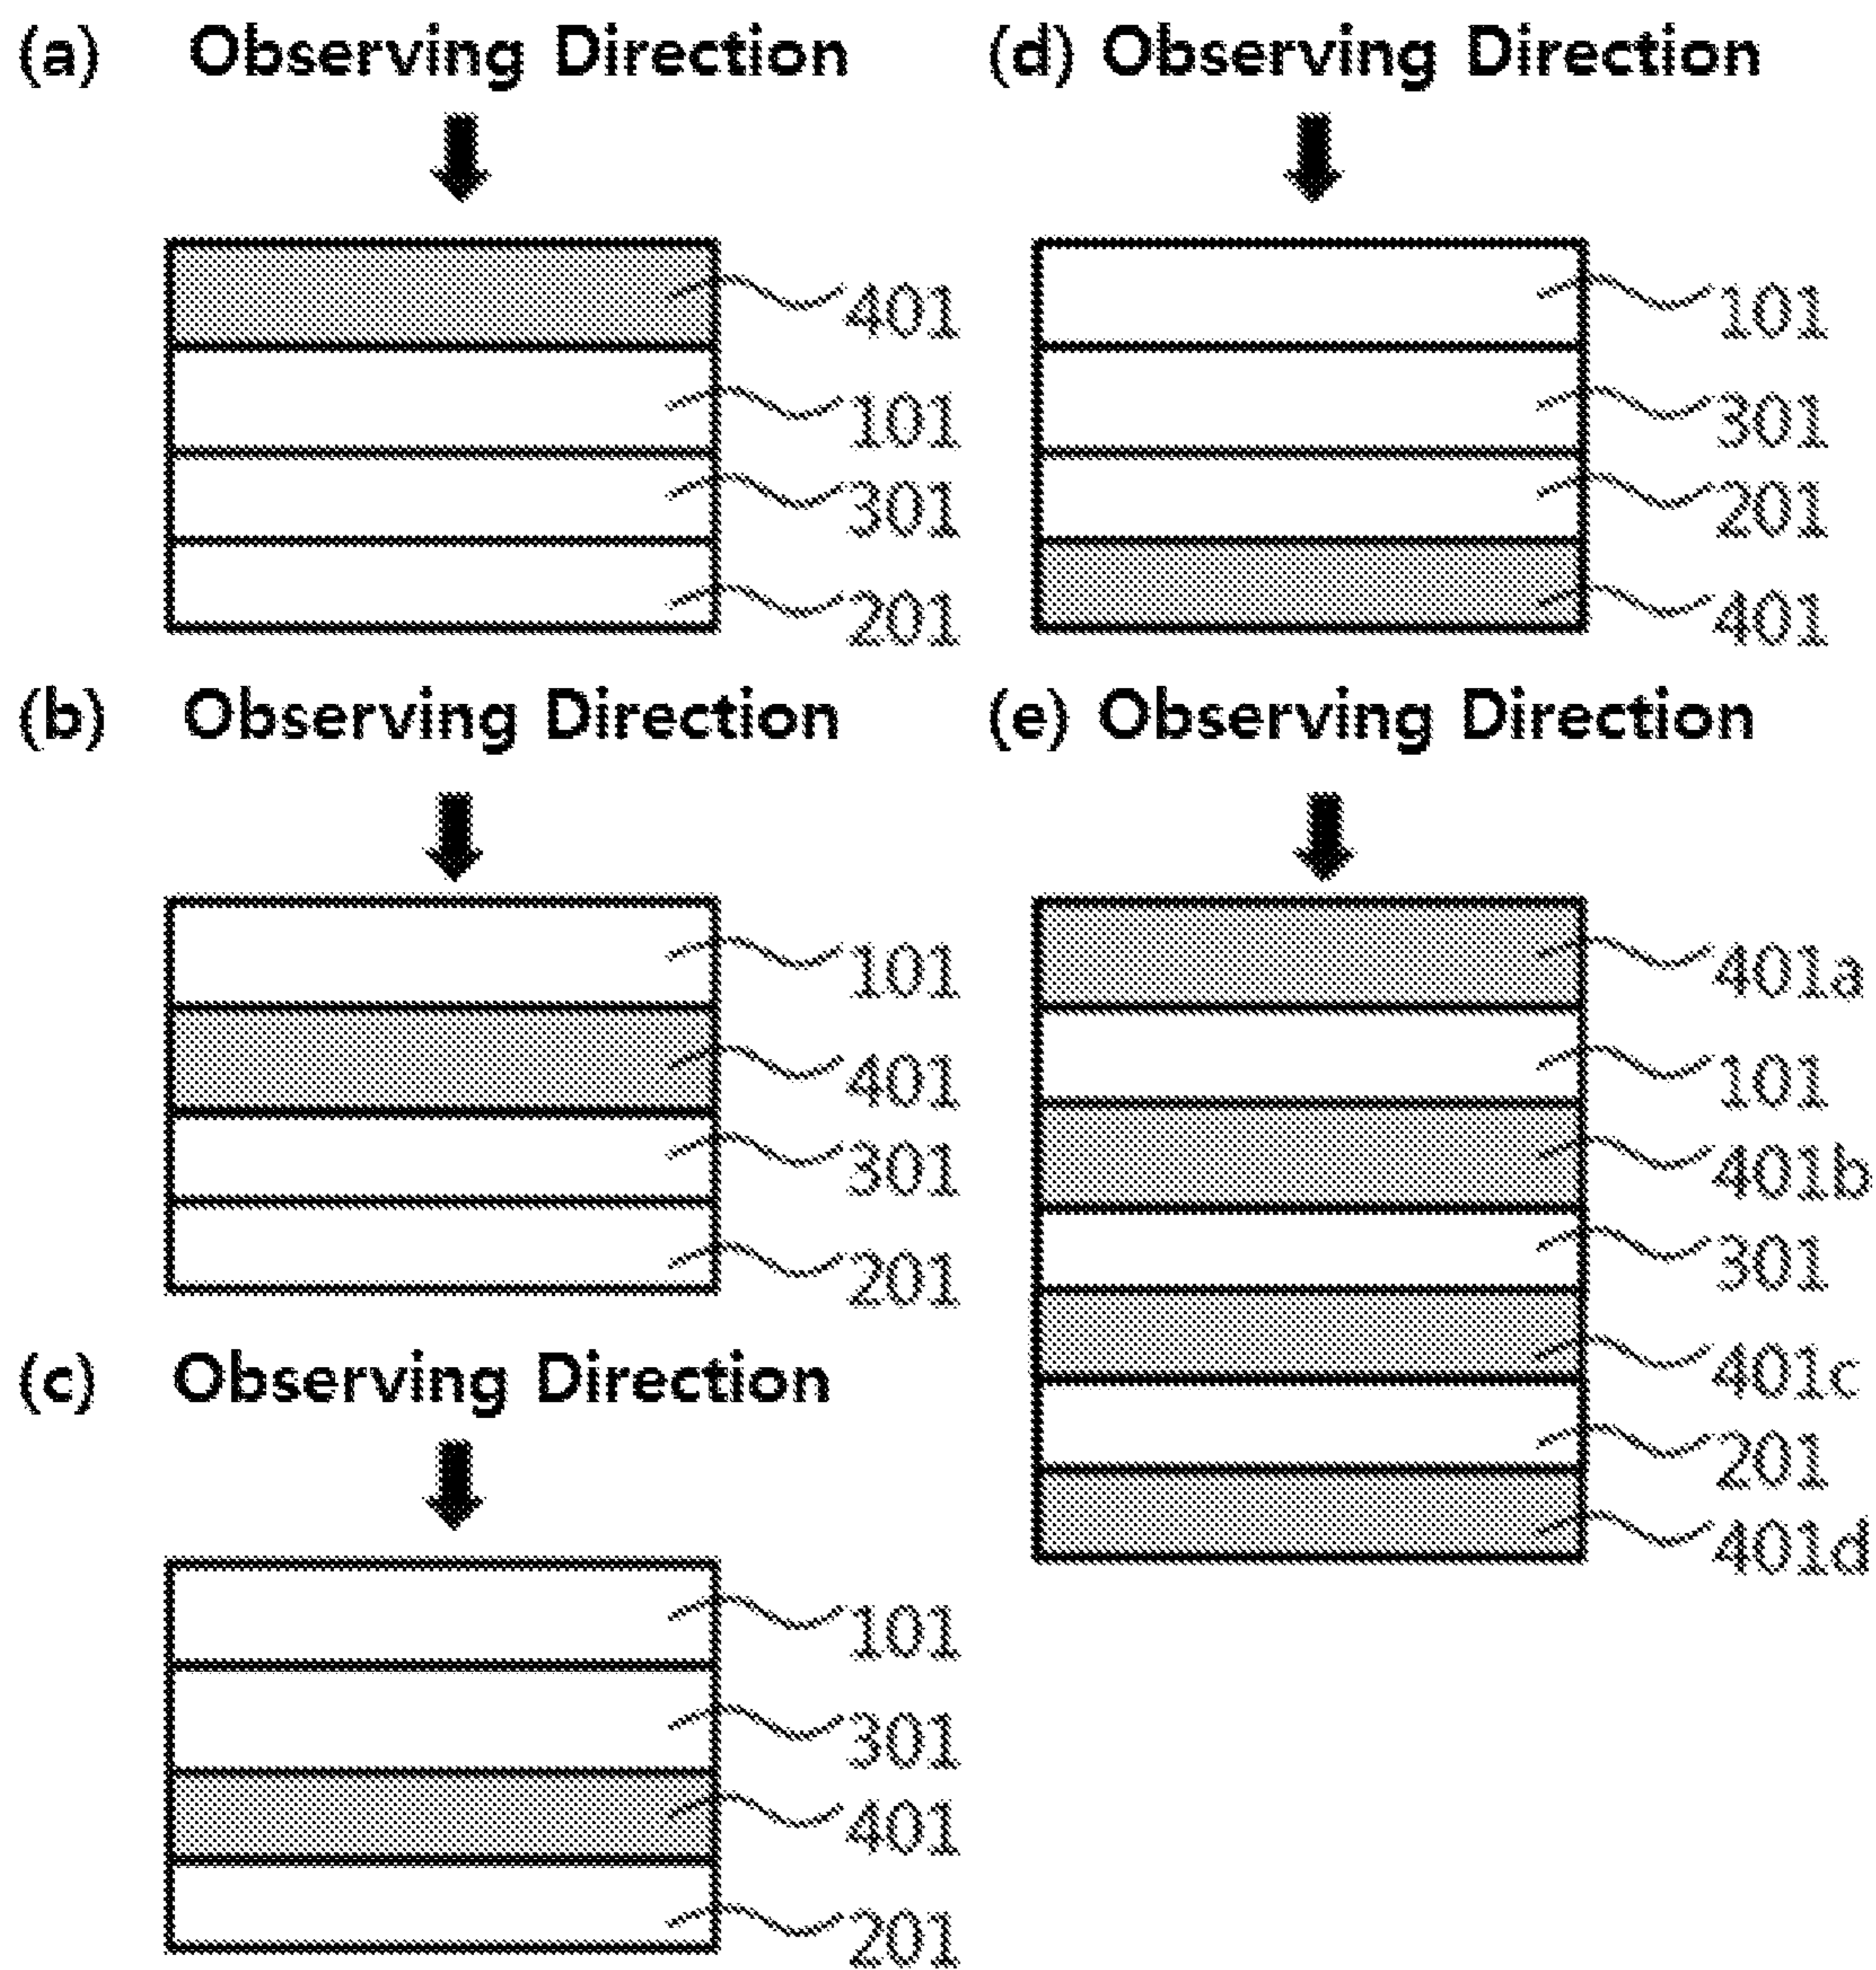 (a) Observing Direction
401
101
301
201
(b) Observing Direction
101
401
301
201
(c) Observing Direction
101
301
401
201
(d) Observing Direction
101
301
201
401
(e) Observing Direction
401a
101
401b
301
401c
201
401d